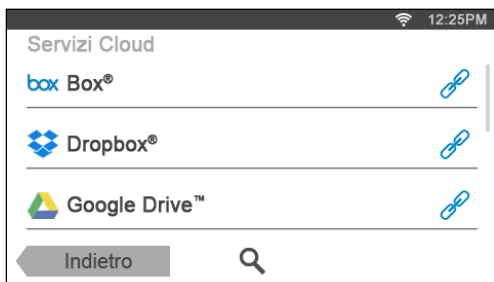 12:25PM
Servizi Cloud
box Box®
Dropbox®
Google Drive™
Indietro